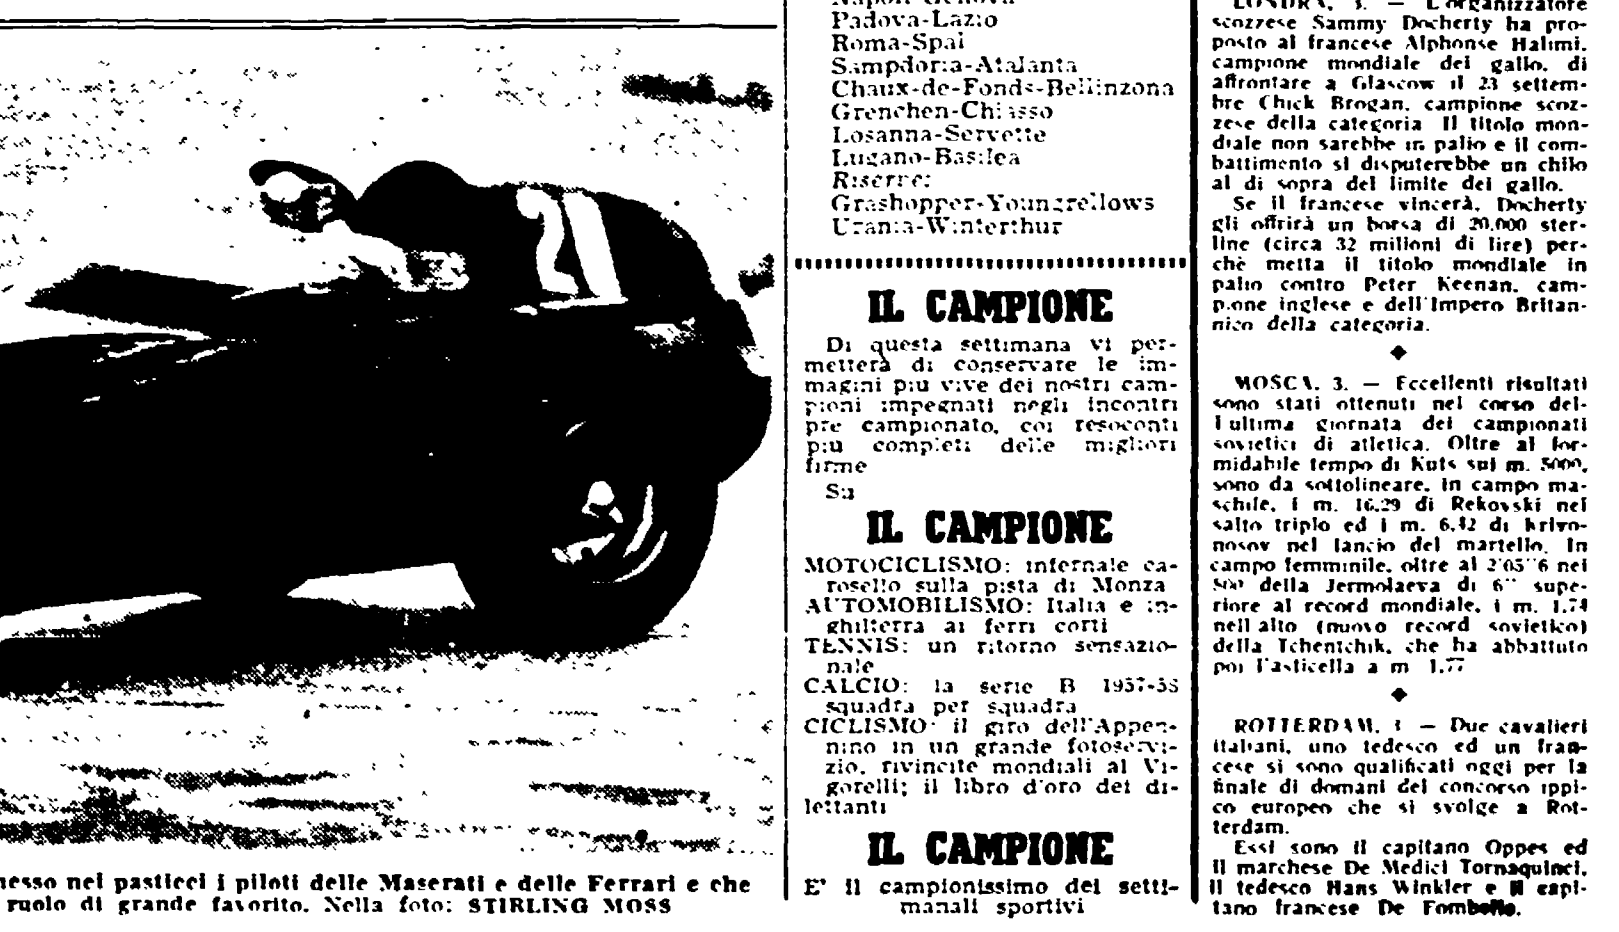 nesso nei pasticci i piloti delle Maserati e delle Ferrari e che
ruolo di grande favorito. Nella foto: STIRLING MOSS
Napoli-Genova
Padova-Lazio
Roma-Spal
Sampdoria-Atalanta
Chaux-de-Fonds-Bellinzona
Grenchen-Chiasso
Losanna-Servette
Lugano-Basilea
Riserve:
Grashopper-Youngfellows
Urania-Winterthur
IL CAMPIONE
Di questa settimana vi per-
metterà di conservare le im-
magini più vive dei nostri cam-
pioni impegnati negli incontri
pre campionato, coi resoconti
più completi delle migliori
firme
Su
IL CAMPIONE
MOTOCICLISMO: infernale ca-
rosello sulla pista di Monza
AUTOMOBILISMO: Italia e in-
ghilterra ai ferri corti
TENNIS: un ritorno sensazio-
nale
CALCIO: la serie B 1957-58
squadra per squadra
CICLISMO: il giro dell'Appen-
nino in un grande fotoservi-
zio, rivincite mondiali al Vi-
gorelli; il libro d'oro dei di-
lettanti
IL CAMPIONE
E' il campionissimo dei setti-
manali sportivi
LONDRA, 3. — L'organizzatore
scozzese Sammy Docherty ha pro-
posto al francese Alphonse Halimi,
campione mondiale dei gallo, di
affrontare a Glascow il 23 settem-
bre Chick Brogan, campione scoz-
zese della categoria Il titolo mon-
diale non sarebbe in palio e il com-
battimento si disputerebbe un chilo
al di sopra del limite dei gallo.
Se il francese vincerà, Docherty
gli offrirà un borsa di 20.000 ster-
line (circa 32 milioni di lire) per-
chè metta il titolo mondiale in
palio contro Peter Keenan, cam-
pione inglese e dell'Impero Britan-
nico della categoria.
MOSCA, 3. — Eccellenti risultati
sono stati ottenuti nel corso del-
l'ultima giornata dei campionati
sovietici di atletica. Oltre al for-
midabile tempo di Kuts sui m. 5000,
sono da sottolineare, in campo ma-
schile, i m. 16,29 di Rekovski nel
salto triplo ed i m. 6,42 di Krivo-
nosov nel lancio del martello. In
campo femminile, oltre al 2'05"6 nei
800 della Jermolaeva di 6" supe-
riore al record mondiale, i m. 1,74
nell'alto (nuovo record sovietico)
della Tchentchik, che ha abbattuto
poi l'asticella a m 1,77
ROTTERDAM, 3 — Due cavalieri
italiani, uno tedesco ed un fran-
cese si sono qualificati oggi per la
finale di domani del concorso ippi-
co europeo che si svolge a Rot-
terdam.
Essi sono il capitano Oppes ed
il marchese De Medici Tornaquinci,
il tedesco Hans Winkler e il capi-
tano francese De Fombelle.